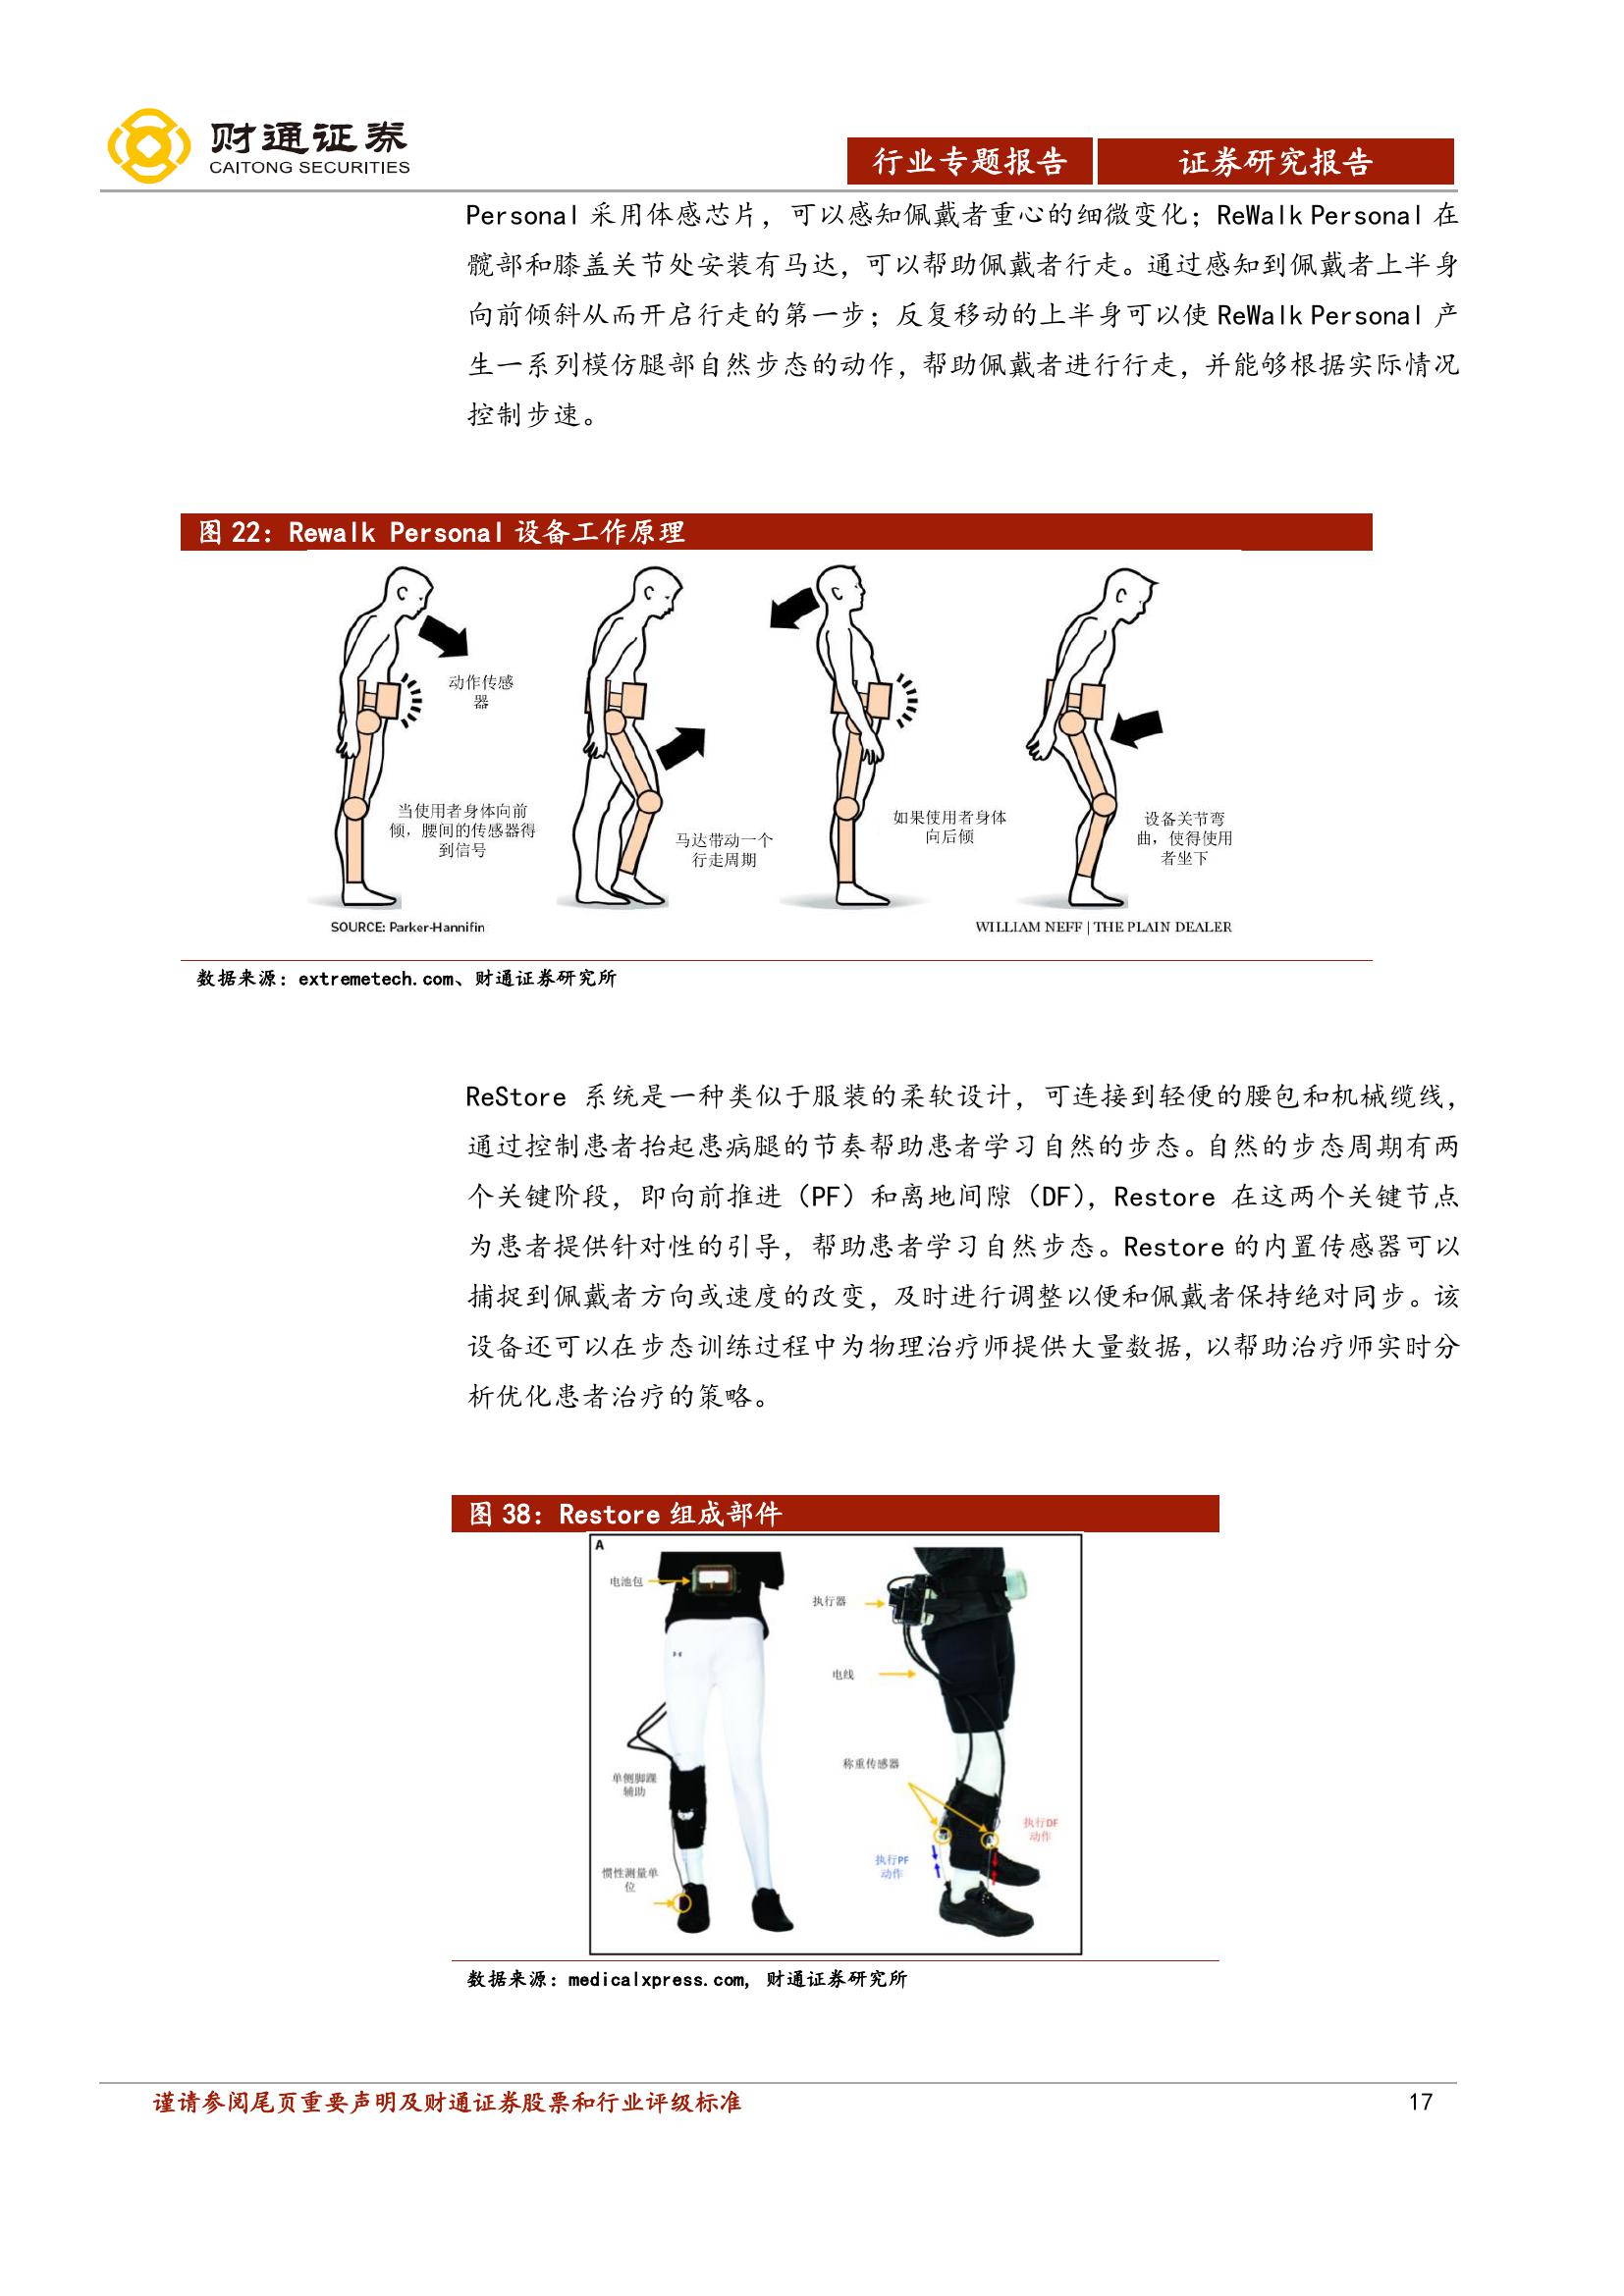 财通证券
CAITONG SECURITIES
行业专题报告 证券研究报告
Personal 采用体感芯片，可以感知佩戴者重心的细微变化；ReWalk Personal 在
髋部和膝盖关节处安装有马达，可以帮助佩戴者行走。通过感知到佩戴者上半身
向前倾斜从而开启行走的第一步；反复移动的上半身可以使 ReWalk Personal 产
生一系列模仿腿部自然步态的动作，帮助佩戴者进行行走，并能够根据实际情况
控制步速。
图 22：Rewalk Personal 设备工作原理
动作传感
器
当使用者身体向前
倾，腰间的传感器得
到信号
马达带动一个
行走周期
如果使用者身体
向后倾
设备关节弯
曲，使得使用
者坐下
SOURCE: Parker-Hannifin
WILLIAM NEFF | THE PLAIN DEALER
数据来源：extremetech.com、财通证券研究所
ReStore 系统是一种类似于服装的柔软设计，可连接到轻便的腰包和机械缆线，
通过控制患者抬起患病腿的节奏帮助患者学习自然的步态。自然的步态周期有两
个关键阶段，即向前推进（PF）和离地间隙（DF），Restore 在这两个关键节点
为患者提供针对性的引导，帮助患者学习自然步态。Restore 的内置传感器可以
捕捉到佩戴者方向或速度的改变，及时进行调整以便和佩戴者保持绝对同步。该
设备还可以在步态训练过程中为物理治疗师提供大量数据，以帮助治疗师实时分
析优化患者治疗的策略。
图 38：Restore 组成部件
A
电池包
执行器
电线
称重传感器
单侧脚踝
辅助
执行DF
动作
执行PF
动作
惯性测量单
位
数据来源：medicalxpress.com, 财通证券研究所
谨请参阅尾页重要声明及财通证券股票和行业评级标准 17